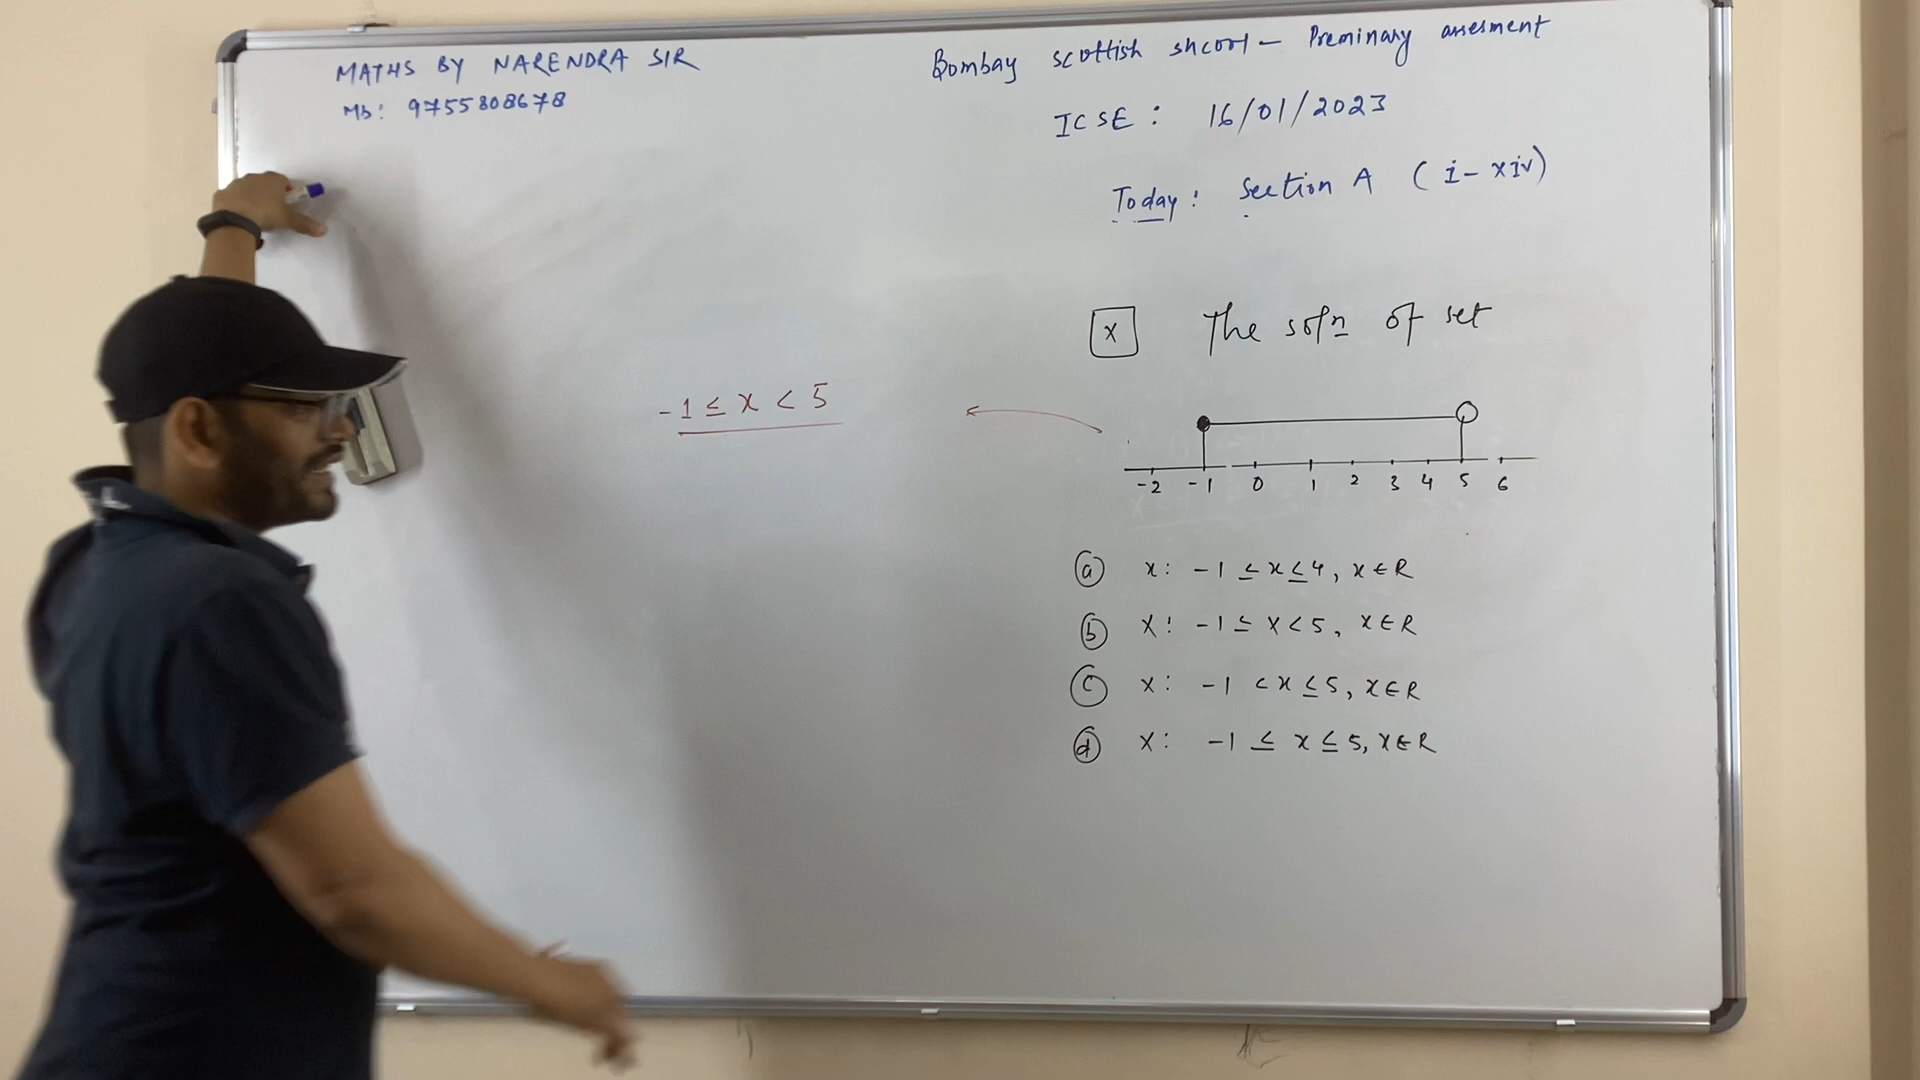 MATHS BY NARENDRA SIR
Mb: 9755808678
Bombay scottish shcool - Preminary assesment
ICSE: 16/01/2023
Today: Section A (i-xiv)
x The soln of set
-1 ≤ x < 5
-2 -1 0 1 2 3 4 5 6
a x: -1 ≤ x ≤ 4, x ∈ R
b x: -1 ≤ x < 5, x ∈ R
c x: -1 < x ≤ 5, x ∈ R
d x: -1 ≤ x ≤ 5, x ∈ R